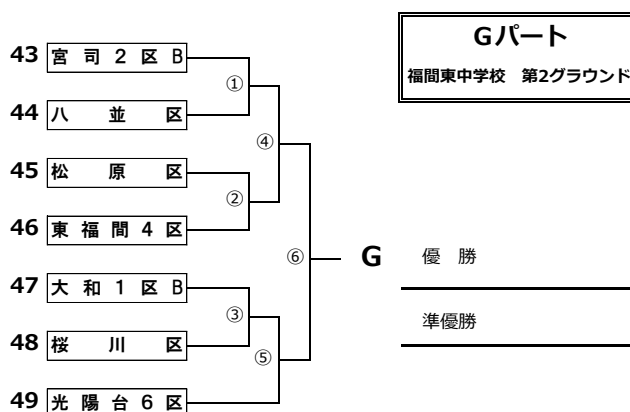 Gパート
福間東中学校 第2グラウンド
43 宮司2区B
①
44 八並区
④
45 松原区
②
46 東福間4区
⑥ G 優勝
47 大和1区B
③
準優勝
48 桜川区
⑤
49 光陽台6区